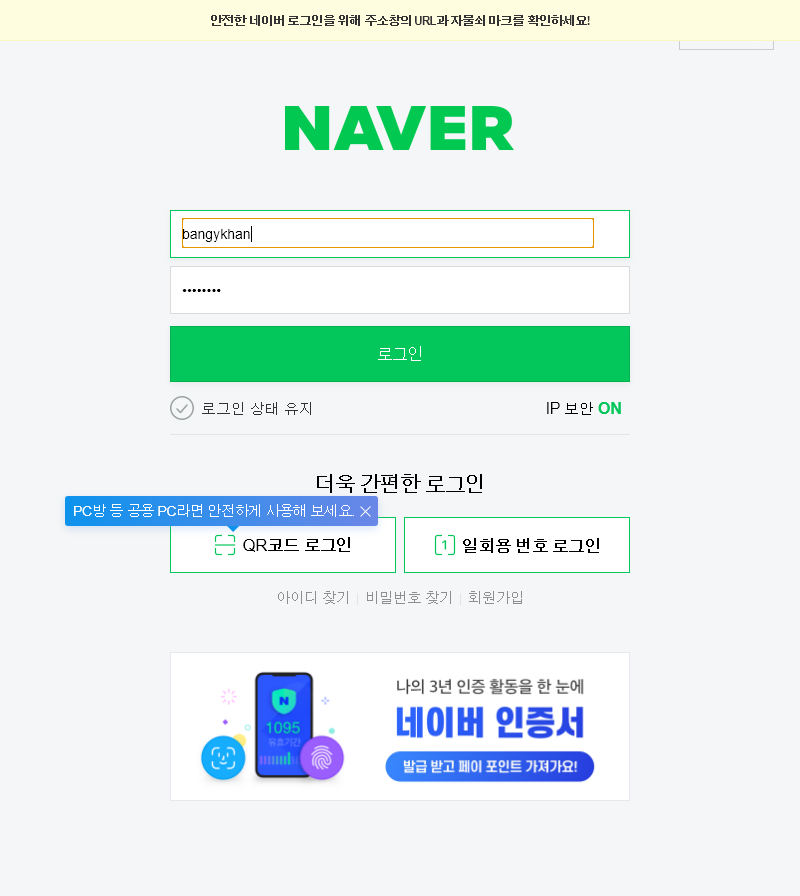 안전한 네이버 로그인을 위해 주소창의 URL과 자물쇠 마크를 확인하세요!
NAVER
bangykhan
••••••••
로그인
로그인 상태 유지
IP 보안 ON
더욱 간편한 로그인
PC방 등 공용 PC라면 안전하게 사용해 보세요.
QR코드 로그인
1 일회용 번호 로그인
아이디 찾기 | 비밀번호 찾기 | 회원가입
N
1095
유효기간
나의 3년 인증 활동을 한 눈에
네이버 인증서
발급 받고 페이 포인트 가져가요!